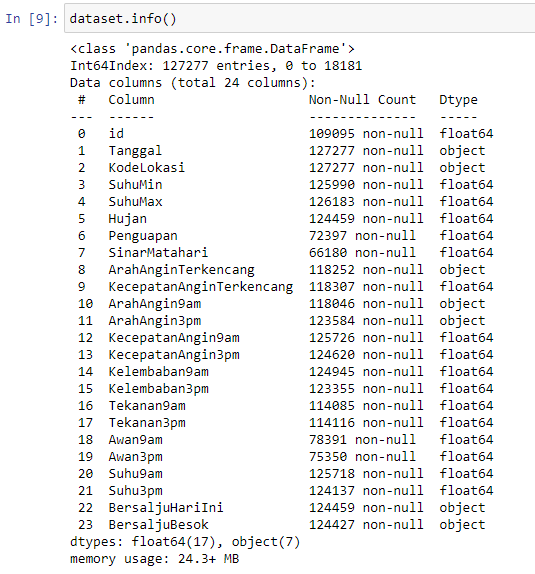 In [9]: dataset.info()
<class 'pandas.core.frame.DataFrame'>
Int64Index: 127277 entries, 0 to 18181
Data columns (total 24 columns):
 #   Column                   Non-Null Count   Dtype
---  ------                   --------------   -----
 0   id                       109095 non-null  float64
 1   Tanggal                  127277 non-null  object
 2   KodeLokasi               127277 non-null  object
 3   SuhuMin                  125990 non-null  float64
 4   SuhuMax                  126183 non-null  float64
 5   Hujan                    124459 non-null  float64
 6   Penguapan                72397 non-null   float64
 7   SinarMatahari            66180 non-null   float64
 8   ArahAnginTerkencang      118252 non-null  object
 9   KecepatanAnginTerkencang 118307 non-null  float64
 10  ArahAngin9am             118046 non-null  object
 11  ArahAngin3pm             123584 non-null  object
 12  KecepatanAngin9am        125726 non-null  float64
 13  KecepatanAngin3pm        124620 non-null  float64
 14  Kelembaban9am            124945 non-null  float64
 15  Kelembaban3pm            123355 non-null  float64
 16  Tekanan9am               114085 non-null  float64
 17  Tekanan3pm               114116 non-null  float64
 18  Awan9am                  78391 non-null   float64
 19  Awan3pm                  75350 non-null   float64
 20  Suhu9am                  125718 non-null  float64
 21  Suhu3pm                  124137 non-null  float64
 22  BersaljuHariIni          124459 non-null  object
 23  BersaljuBesok            124427 non-null  object
dtypes: float64(17), object(7)
memory usage: 24.3+ MB